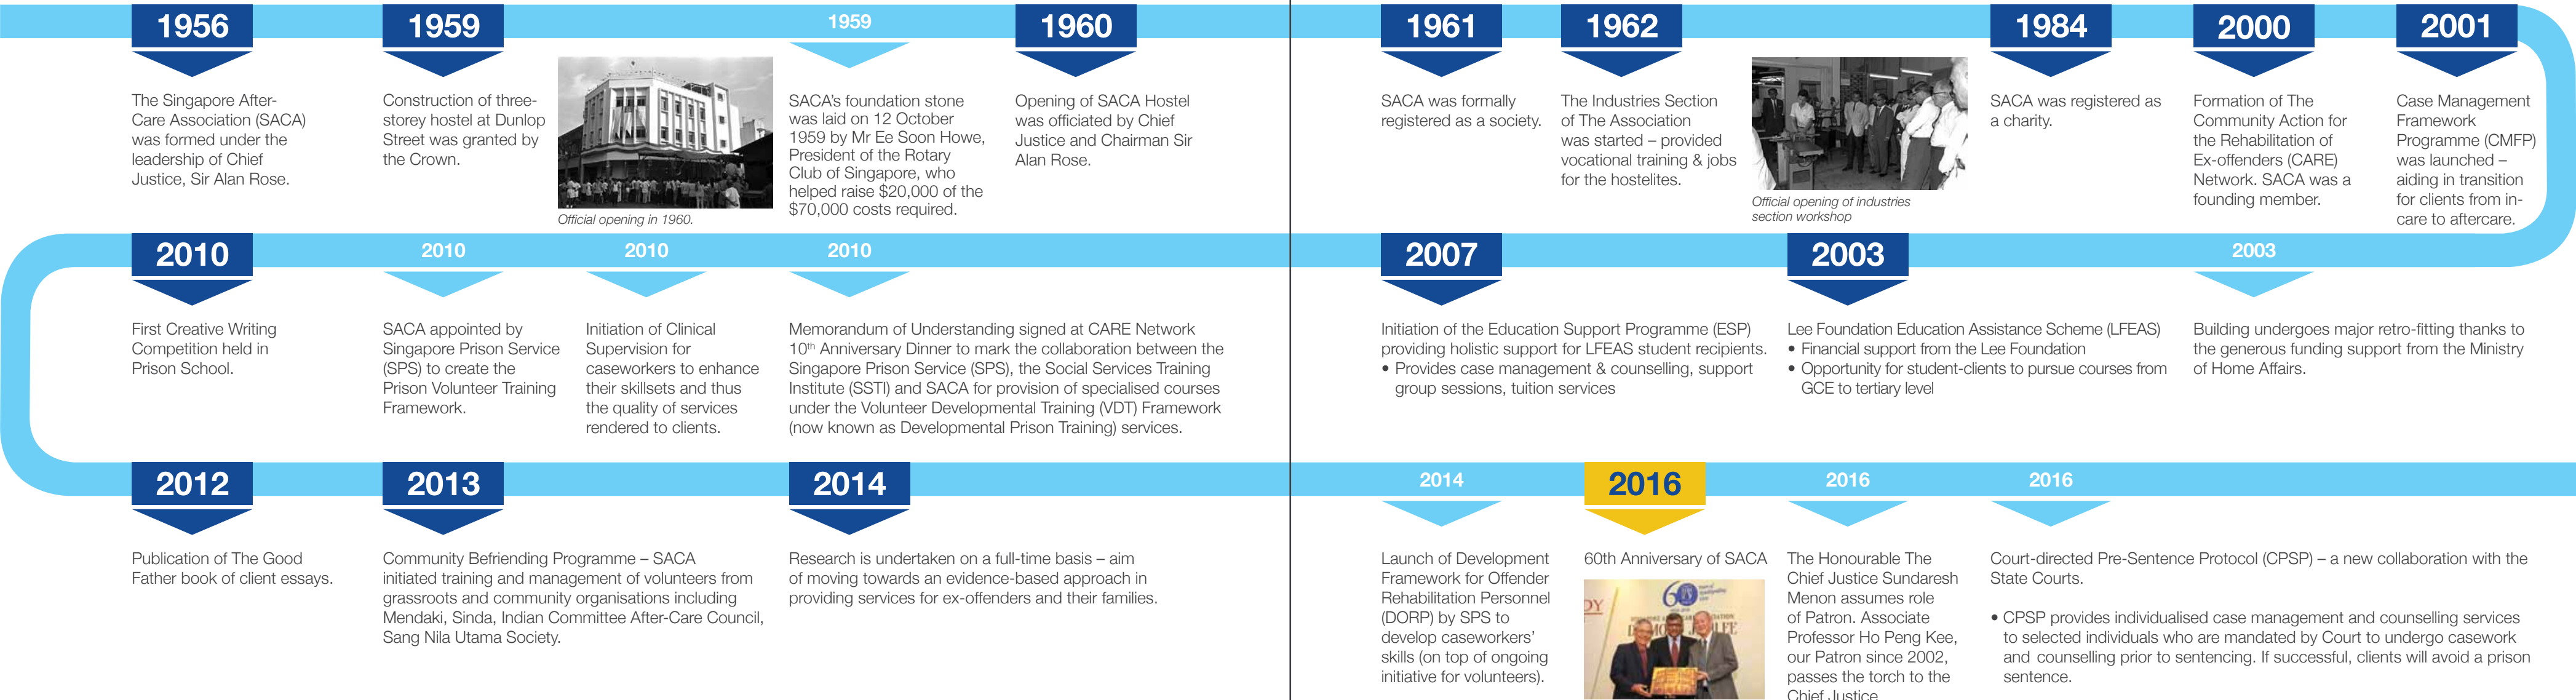 1956
The Singapore After-
Care Association (SACA)
was formed under the
leadership of Chief
Justice, Sir Alan Rose.
1959
Construction of three-
storey hostel at Dunlop
Street was granted by
the Crown.
Official opening in 1960.
1959
SACA's foundation stone
was laid on 12 October
1959 by Mr Ee Soon Howe,
President of the Rotary
Club of Singapore, who
helped raise $20,000 of the
$70,000 costs required.
1960
Opening of SACA Hostel
was officiated by Chief
Justice and Chairman Sir
Alan Rose.
1961
SACA was formally
registered as a society.
1962
The Industries Section
of The Association
was started – provided
vocational training & jobs
for the hostelites.
Official opening of industries
section workshop
1984
SACA was registered as
a charity.
2000
Formation of The
Community Action for
the Rehabilitation of
Ex-offenders (CARE)
Network. SACA was a
founding member.
2001
Case Management
Framework
Programme (CMFP)
was launched –
aiding in transition
for clients from in-
care to aftercare.
2003
Building undergoes major retro-fitting thanks to
the generous funding support from the Ministry
of Home Affairs.
2003
Lee Foundation Education Assistance Scheme (LFEAS)
• Financial support from the Lee Foundation
• Opportunity for student-clients to pursue courses from
GCE to tertiary level
2007
Initiation of the Education Support Programme (ESP)
providing holistic support for LFEAS student recipients.
• Provides case management & counselling, support
group sessions, tuition services
2010
Memorandum of Understanding signed at CARE Network
10th Anniversary Dinner to mark the collaboration between the
Singapore Prison Service (SPS), the Social Services Training
Institute (SSTI) and SACA for provision of specialised courses
under the Volunteer Developmental Training (VDT) Framework
(now known as Developmental Prison Training) services.
2010
Initiation of Clinical
Supervision for
caseworkers to enhance
their skillsets and thus
the quality of services
rendered to clients.
2010
SACA appointed by
Singapore Prison Service
(SPS) to create the
Prison Volunteer Training
Framework.
2010
First Creative Writing
Competition held in
Prison School.
2012
Publication of The Good
Father book of client essays.
2013
Community Befriending Programme – SACA
initiated training and management of volunteers from
grassroots and community organisations including
Mendaki, Sinda, Indian Committee After-Care Council,
Sang Nila Utama Society.
2014
Research is undertaken on a full-time basis – aim
of moving towards an evidence-based approach in
providing services for ex-offenders and their families.
2014
Launch of Development
Framework for Offender
Rehabilitation Personnel
(DORP) by SPS to
develop caseworkers'
skills (on top of ongoing
initiative for volunteers).
2016
60th Anniversary of SACA
60
2016
The Honourable The
Chief Justice Sundaresh
Menon assumes role
of Patron. Associate
Professor Ho Peng Kee,
our Patron since 2002,
passes the torch to the
Chief Justice
2016
Court-directed Pre-Sentence Protocol (CPSP) – a new collaboration with the
State Courts.
• CPSP provides individualised case management and counselling services
to selected individuals who are mandated by Court to undergo casework
and counselling prior to sentencing. If successful, clients will avoid a prison
sentence.